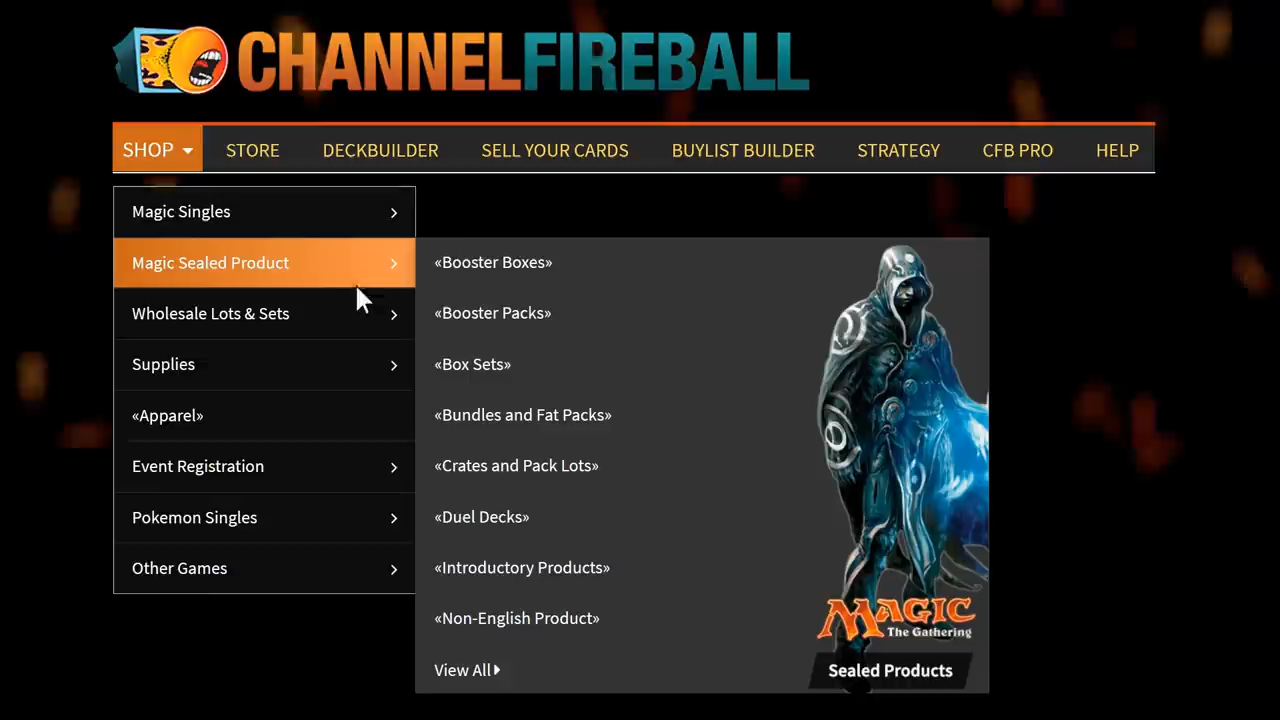 CHANNELFIREBALL
SHOP STORE DECKBUILDER SELL YOUR CARDS BUYLIST BUILDER STRATEGY CFB PRO HELP
Magic Singles
Magic Sealed Product
Wholesale Lots & Sets
Supplies
«Apparel»
Event Registration
Pokemon Singles
Other Games
«Booster Boxes»
«Booster Packs»
«Box Sets»
«Bundles and Fat Packs»
«Crates and Pack Lots»
«Duel Decks»
«Introductory Products»
«Non-English Product»
View All
MAGIC
The Gathering
Sealed Products